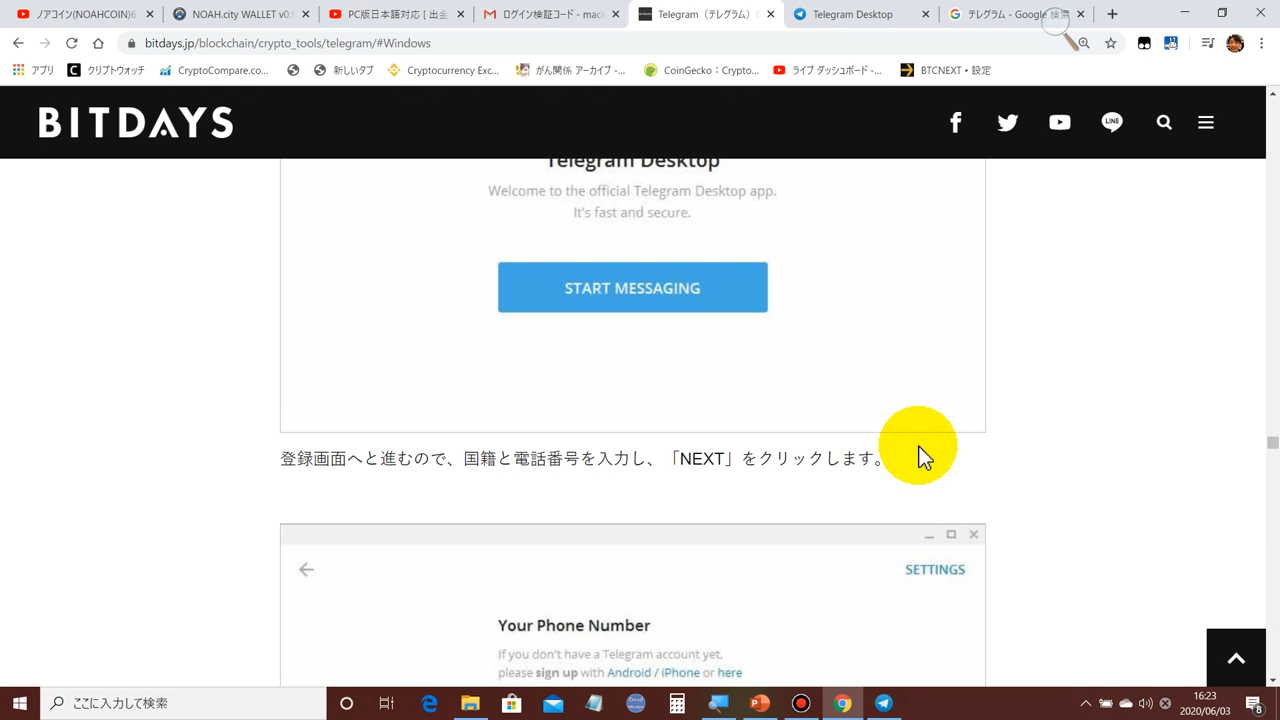 ノアコイン(NOAHCOIN)6
NOAH.city WALLET v0.9
PC版日本語対応 [ 出金
ログイン検証コード - mack
Telegram（テレグラム）
Telegram Desktop
テレグラム - Google 検索
bitdays.jp/blockchain/crypto_tools/telegram/#Windows
アプリ
クリプトウォッチ
CryptoCompare.co...
新しいタブ
Cryptocurrency Exc...
がん関係 アーカイブ -...
CoinGecko：Crypto...
ライブ ダッシュボード -...
BTCNEXT・設定
BITDAYS
LINE
Telegram Desktop
Welcome to the official Telegram Desktop app.
It's fast and secure.
START MESSAGING
登録画面へと進むので、国籍と電話番号を入力し、「NEXT」をクリックします。
SETTINGS
Your Phone Number
If you don't have a Telegram account yet,
please sign up with Android / iPhone or here
ここに入力して検索
16:23
2020/06/03
8